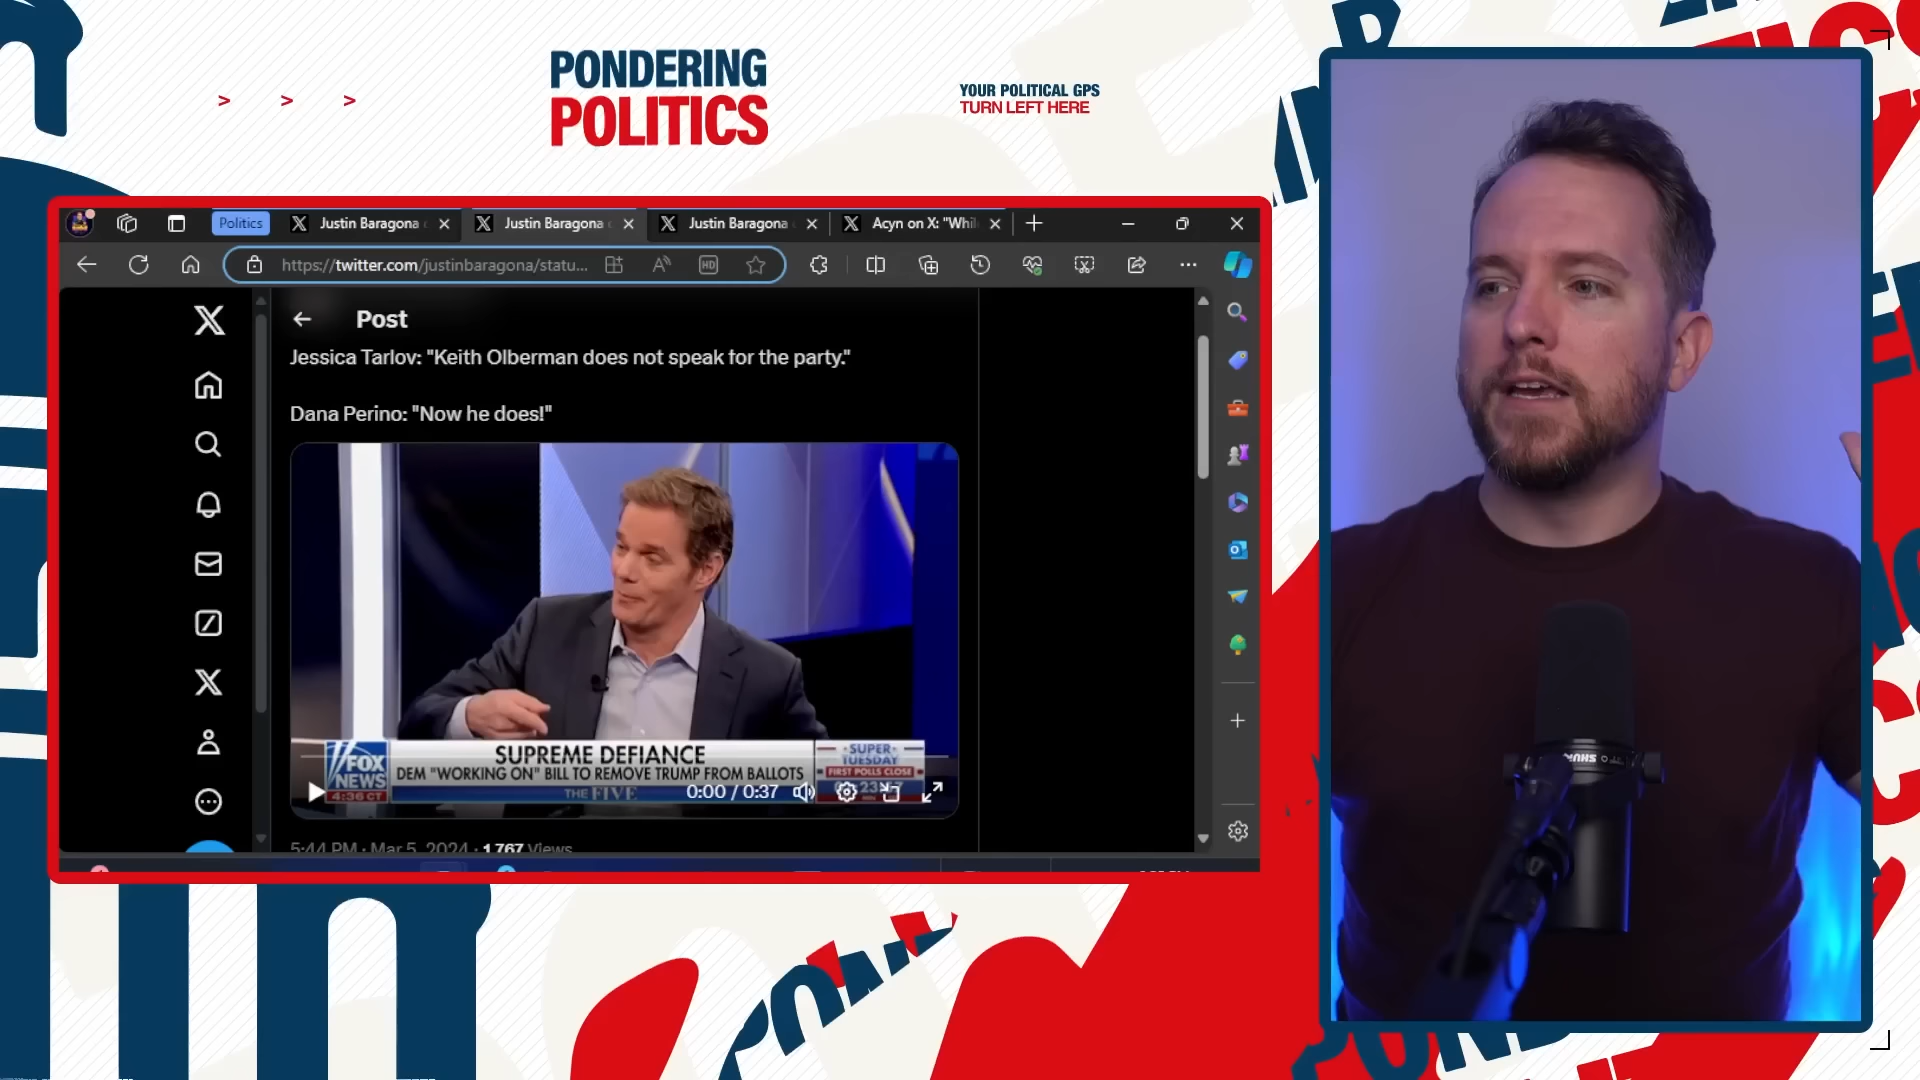 PONDERING
POLITICS
YOUR POLITICAL GPS
TURN LEFT HERE
Politics
Justin Baragona
Justin Baragona
Justin Baragona
Acyn on X: "Whil
https://twitter.com/justinbaragona/statu...
Post
Jessica Tarlov: "Keith Olberman does not speak for the party."
Dana Perino: "Now he does!"
FOX
NEWS
4:36 CT
SUPREME DEFIANCE
DEM "WORKING ON" BILL TO REMOVE TRUMP FROM BALLOTS
THE FIVE
SUPER
TUESDAY
FIRST POLLS CLOSE
0:00 / 0:37
5:44 PM · Mar 5, 2024 · 1,767 Views
SHURE